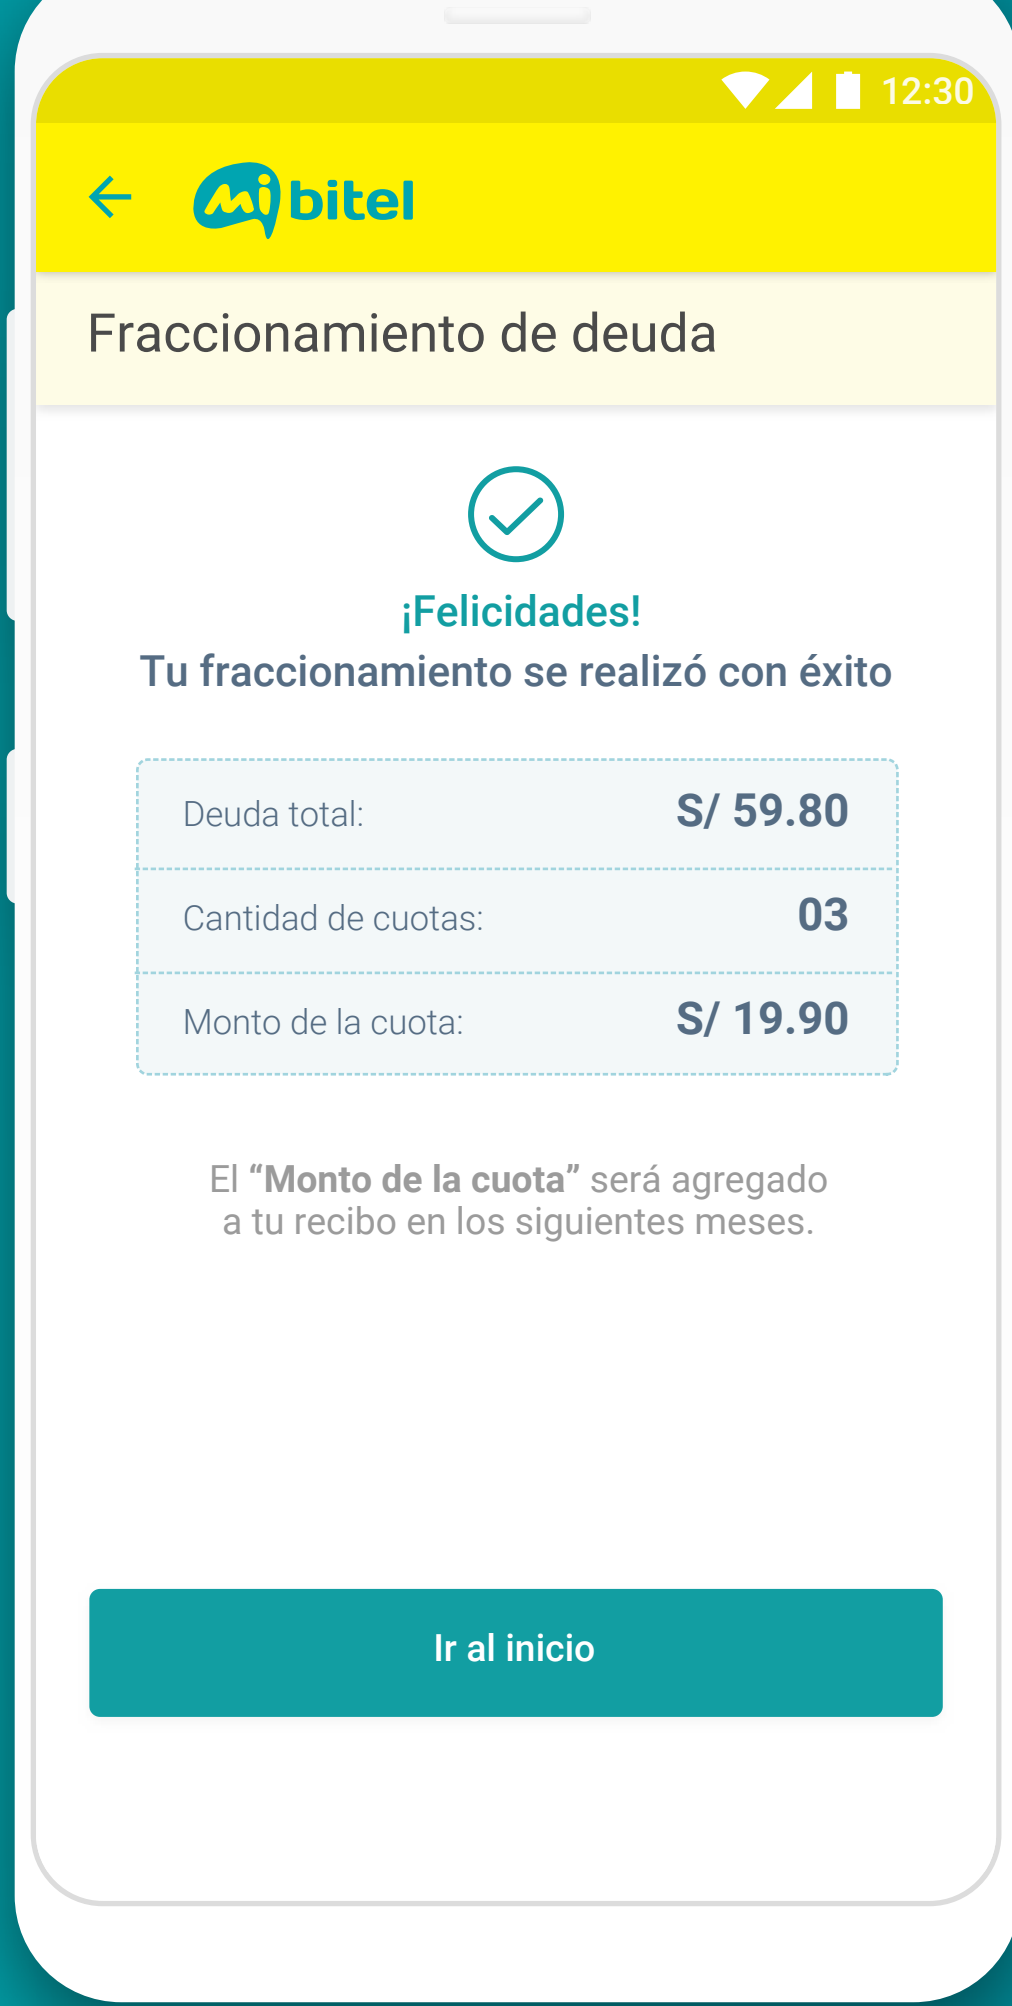 12:30
Mi bitel
Fraccionamiento de deuda
¡Felicidades!
Tu fraccionamiento se realizó con éxito
Deuda total: S/ 59.80
Cantidad de cuotas: 03
Monto de la cuota: S/ 19.90
El “Monto de la cuota” será agregado
a tu recibo en los siguientes meses.
Ir al inicio